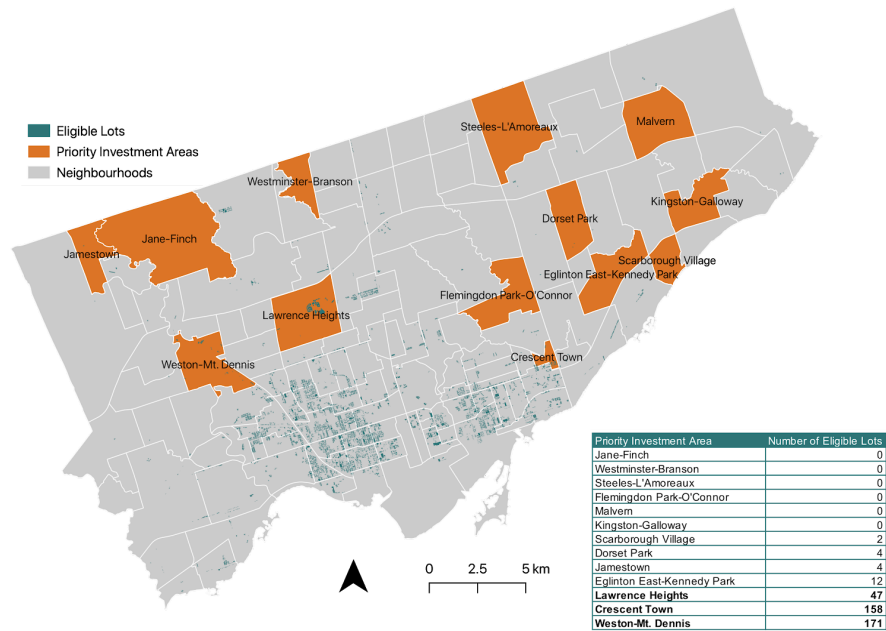 Eligible Lots
Priority Investment Areas
Neighbourhoods
Steeles-L'Amoreaux
Malvern
Westminster-Branson
Kingston-Galloway
Dorset Park
Jane-Finch
Jamestown
Scarborough Village
Eglinton East-Kennedy Park
Flemingdon Park-O'Connor
Lawrence Heights
Crescent Town
Weston-Mt. Dennis
0 2.5 5 km
Priority Investment Area Number of Eligible Lots
Jane-Finch 0
Westminster-Branson 0
Steeles-L'Amoreaux 0
Flemingdon Park-O'Connor 0
Malvern 0
Kingston-Galloway 0
Scarborough Village 2
Dorset Park 4
Jamestown 4
Eglinton East-Kennedy Park 12
Lawrence Heights 47
Crescent Town 158
Weston-Mt. Dennis 171